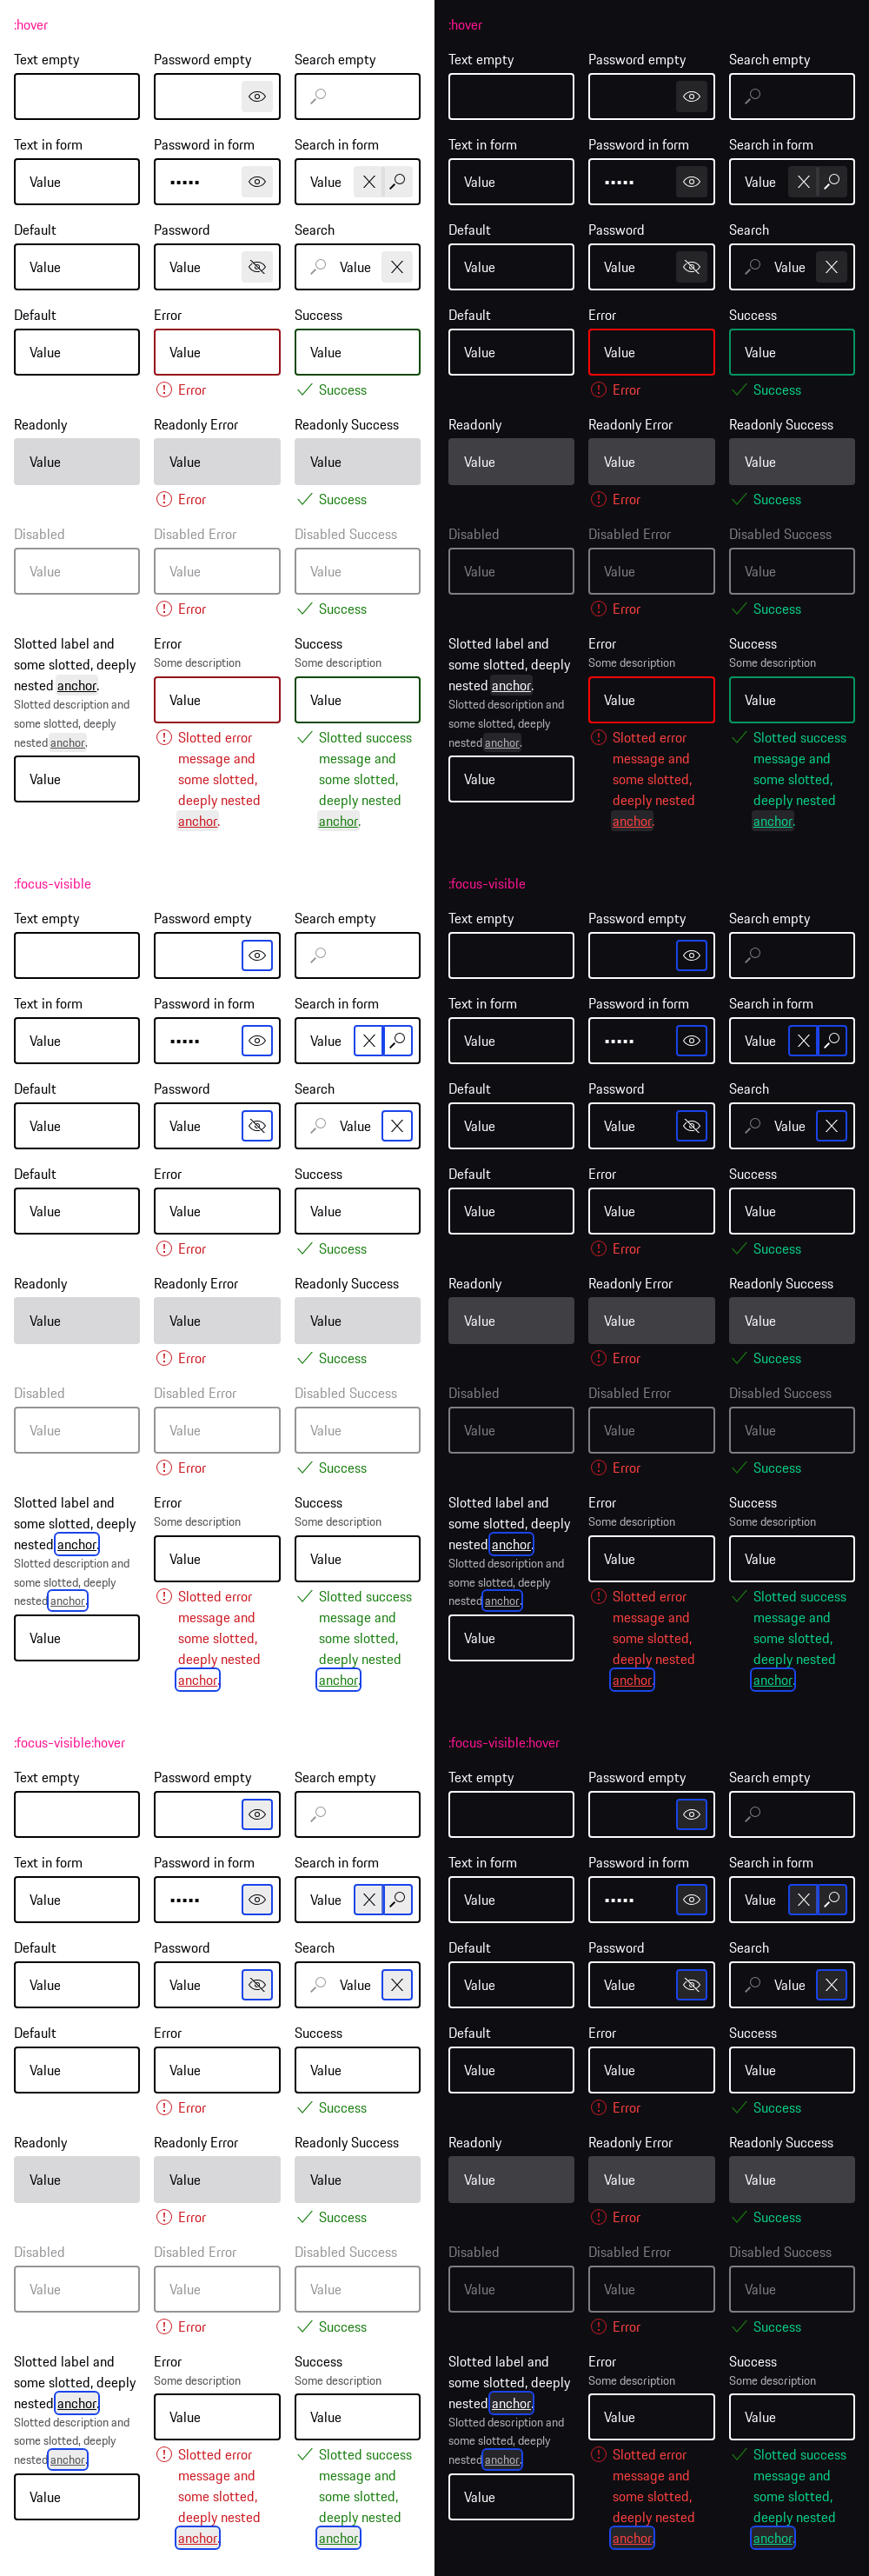 :hover :hover
Text empty Password empty Search empty Text empty Password empty Search empty
Text in form Password in form Search in form Text in form Password in form Search in form
Value ••••• Value Value ••••• Value
Default Password Search Default Password Search
Value Value Value Value Value Value
Default Error Success Default Error Success
Value Value Value Value Value Value
Error Success Error Success
Readonly Readonly Error Readonly Success Readonly Readonly Error Readonly Success
Value Value Value Value Value Value
Error Success Error Success
Disabled Disabled Error Disabled Success Disabled Disabled Error Disabled Success
Value Value Value Value Value Value
Error Success Error Success
Slotted label and Error Success Slotted label and Error Success
some slotted, deeply Some description Some description some slotted, deeply Some description Some description
nested anchor. nested anchor.
Slotted description and Value Value Slotted description and Value Value
some slotted, deeply some slotted, deeply
nested anchor. Slotted error Slotted success nested anchor. Slotted error Slotted success
message and message and message and message and
Value some slotted, some slotted, Value some slotted, some slotted,
deeply nested deeply nested deeply nested deeply nested
anchor. anchor. anchor. anchor.
:focus-visible :focus-visible
Text empty Password empty Search empty Text empty Password empty Search empty
Text in form Password in form Search in form Text in form Password in form Search in form
Value ••••• Value Value ••••• Value
Default Password Search Default Password Search
Value Value Value Value Value Value
Default Error Success Default Error Success
Value Value Value Value Value Value
Error Success Error Success
Readonly Readonly Error Readonly Success Readonly Readonly Error Readonly Success
Value Value Value Value Value Value
Error Success Error Success
Disabled Disabled Error Disabled Success Disabled Disabled Error Disabled Success
Value Value Value Value Value Value
Error Success Error Success
Slotted label and Error Success Slotted label and Error Success
some slotted, deeply Some description Some description some slotted, deeply Some description Some description
nested anchor. nested anchor.
Slotted description and Value Value Slotted description and Value Value
some slotted, deeply some slotted, deeply
nested anchor. Slotted error Slotted success nested anchor. Slotted error Slotted success
message and message and message and message and
Value some slotted, some slotted, Value some slotted, some slotted,
deeply nested deeply nested deeply nested deeply nested
anchor. anchor. anchor. anchor.
:focus-visible:hover :focus-visible:hover
Text empty Password empty Search empty Text empty Password empty Search empty
Text in form Password in form Search in form Text in form Password in form Search in form
Value ••••• Value Value ••••• Value
Default Password Search Default Password Search
Value Value Value Value Value Value
Default Error Success Default Error Success
Value Value Value Value Value Value
Error Success Error Success
Readonly Readonly Error Readonly Success Readonly Readonly Error Readonly Success
Value Value Value Value Value Value
Error Success Error Success
Disabled Disabled Error Disabled Success Disabled Disabled Error Disabled Success
Value Value Value Value Value Value
Error Success Error Success
Slotted label and Error Success Slotted label and Error Success
some slotted, deeply Some description Some description some slotted, deeply Some description Some description
nested anchor. nested anchor.
Slotted description and Value Value Slotted description and Value Value
some slotted, deeply some slotted, deeply
nested anchor. Slotted error Slotted success nested anchor. Slotted error Slotted success
message and message and message and message and
Value some slotted, some slotted, Value some slotted, some slotted,
deeply nested deeply nested deeply nested deeply nested
anchor. anchor. anchor. anchor.